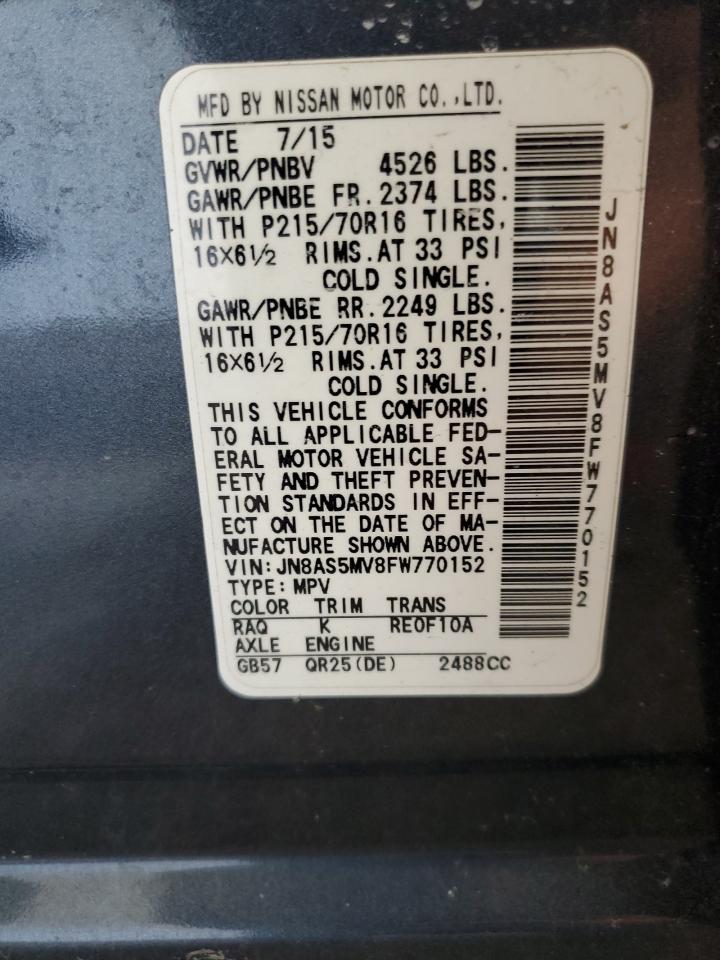 MFD BY NISSAN MOTOR CO.,LTD.
DATE 7/15
GVWR/PNBV 4526 LBS.
GAWR/PNBE FR.2374 LBS.
WITH P215/70R16 TIRES,
16X6½ RIMS.AT 33 PSI
COLD SINGLE.
GAWR/PNBE RR.2249 LBS.
WITH P215/70R16 TIRES,
16X6½ RIMS.AT 33 PSI
COLD SINGLE.
THIS VEHICLE CONFORMS
TO ALL APPLICABLE FED-
ERAL MOTOR VEHICLE SA-
FETY AND THEFT PREVEN-
TION STANDARDS IN EFF-
ECT ON THE DATE OF MA-
NUFACTURE SHOWN ABOVE.
VIN:JN8AS5MV8FW770152
TYPE:MPV
COLOR TRIM TRANS
RAQ K RE0F10A
AXLE ENGINE
GB57 QR25(DE) 2488CC
JN8AS5MV8FW770152